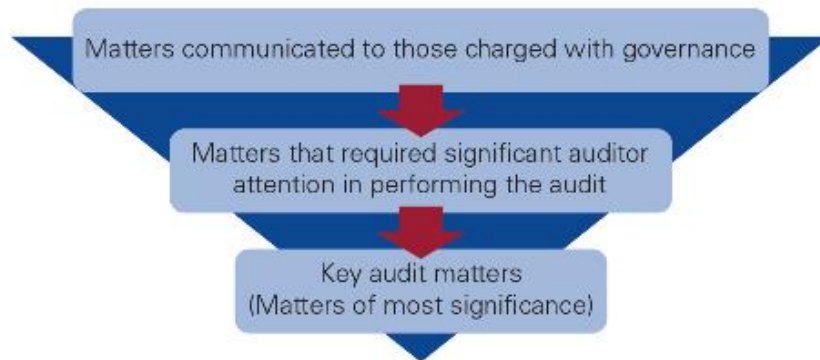 Matters communicated to those charged with governance
Matters that required significant auditor
attention in performing the audit
Key audit matters
(Matters of most significance)